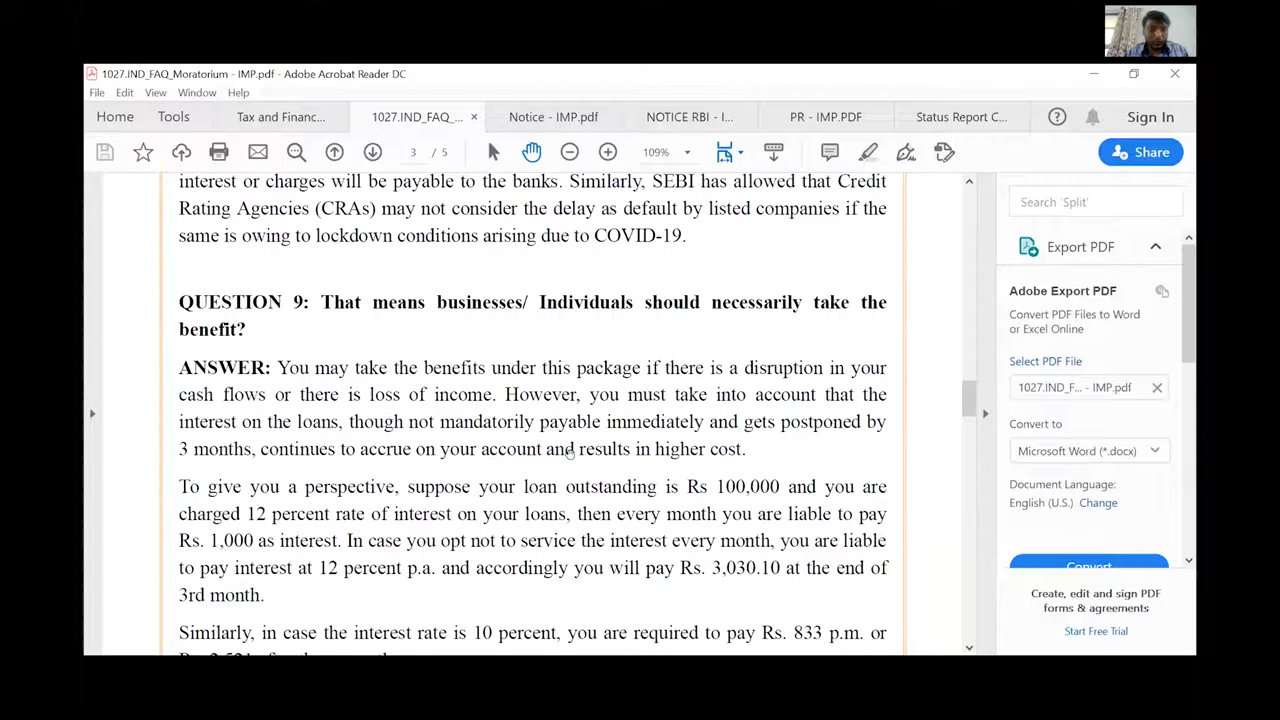 1027.IND_FAQ_Moratorium - IMP.pdf - Adobe Acrobat Reader DC
File Edit View Window Help
Home Tools Tax and Financ... 1027.IND_FAQ_... × Notice - IMP.pdf NOTICE RBI - I... PR - IMP.PDF Status Report C... Sign In
3 / 5 109% Share
interest or charges will be payable to the banks. Similarly, SEBI has allowed that Credit
Rating Agencies (CRAs) may not consider the delay as default by listed companies if the
same is owing to lockdown conditions arising due to COVID-19.
QUESTION 9: That means businesses/ Individuals should necessarily take the
benefit?
ANSWER: You may take the benefits under this package if there is a disruption in your
cash flows or there is loss of income. However, you must take into account that the
interest on the loans, though not mandatorily payable immediately and gets postponed by
3 months, continues to accrue on your account and results in higher cost.
To give you a perspective, suppose your loan outstanding is Rs 100,000 and you are
charged 12 percent rate of interest on your loans, then every month you are liable to pay
Rs. 1,000 as interest. In case you opt not to service the interest every month, you are liable
to pay interest at 12 percent p.a. and accordingly you will pay Rs. 3,030.10 at the end of
3rd month.
Similarly, in case the interest rate is 10 percent, you are required to pay Rs. 833 p.m. or
Search 'Split'
Export PDF
Adobe Export PDF
Convert PDF Files to Word
or Excel Online
Select PDF File
1027.IND_F... - IMP.pdf
Convert to
Microsoft Word (*.docx)
Document Language:
English (U.S.) Change
Convert
Create, edit and sign PDF
forms & agreements
Start Free Trial